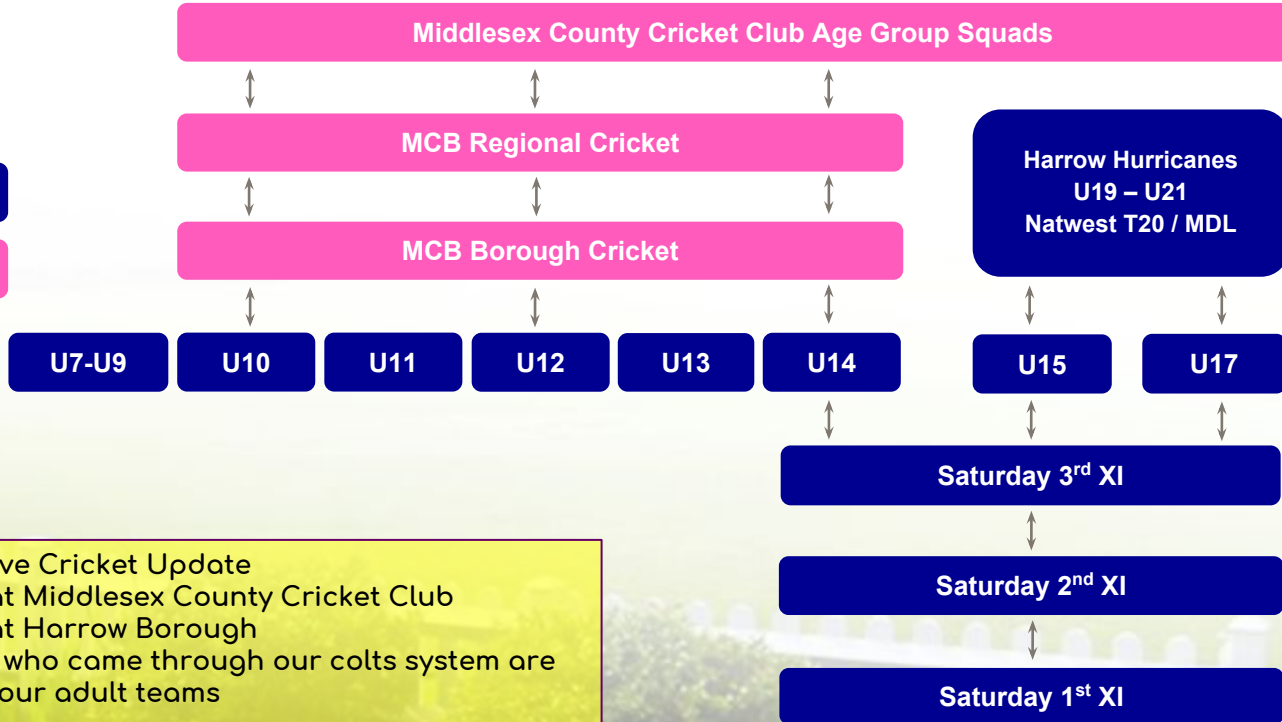 Middlesex County Cricket Club Age Group Squads
MCB Regional Cricket
Harrow Hurricanes
U19 – U21
Natwest T20 / MDL
MCB Borough Cricket
U7-U9
U10
U11
U12
U13
U14
U15
U17
Saturday 3rd XI
Saturday 2nd XI
Saturday 1st XI
ve Cricket Update
at Middlesex County Cricket Club
at Harrow Borough
who came through our colts system are
our adult teams